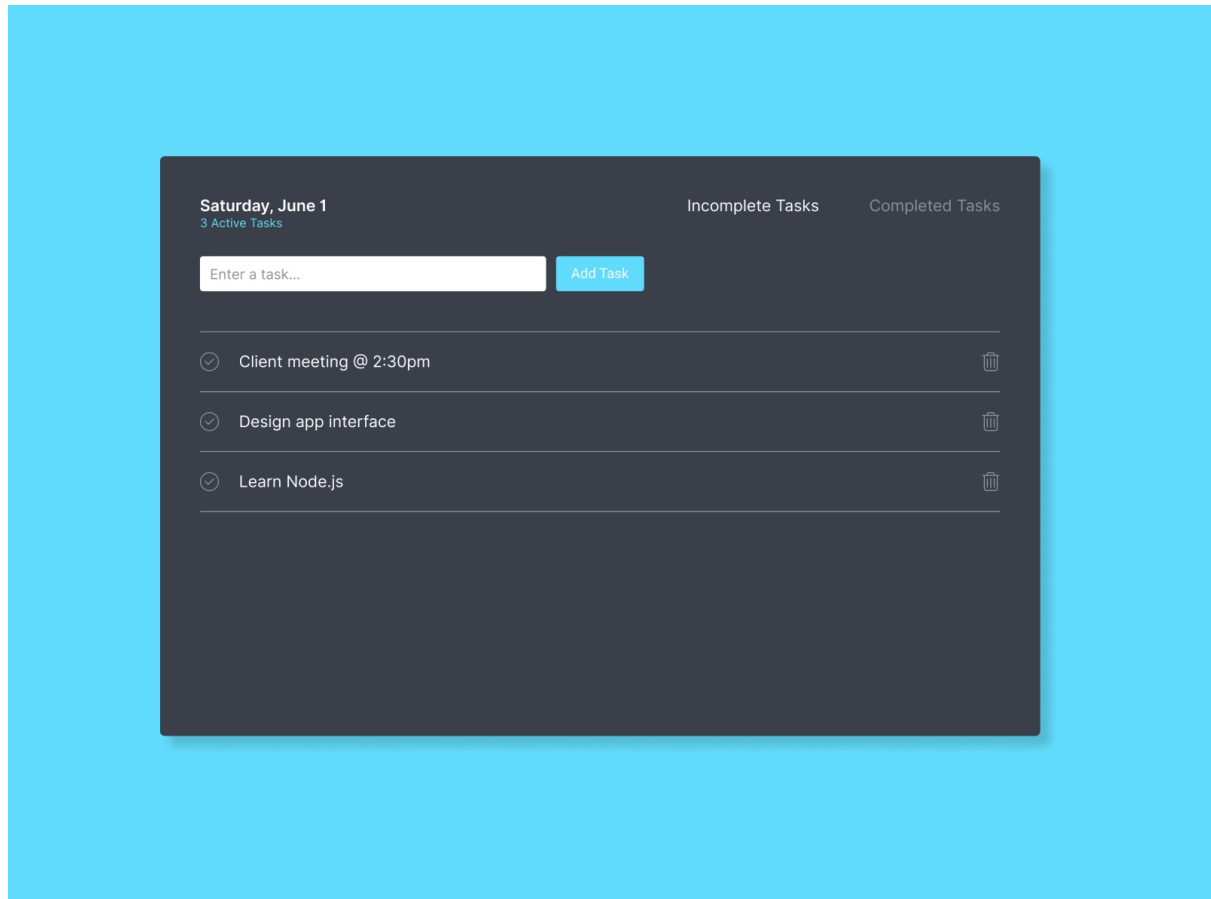 Saturday, June 1
3 Active Tasks
Incomplete Tasks
Completed Tasks
Enter a task...
Add Task
Client meeting @ 2:30pm
Design app interface
Learn Node.js